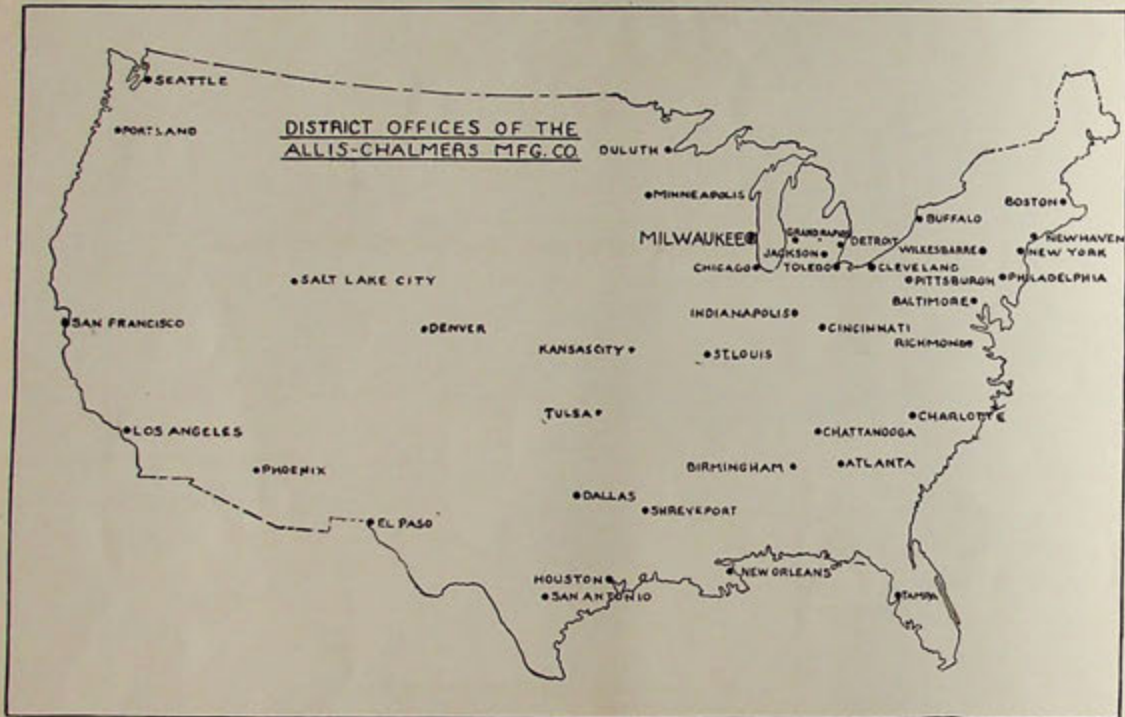 SEATTLE
PORTLAND
DISTRICT OFFICES OF THE
ALLIS-CHALMERS MFG. CO.
DULUTH
MINNEAPOLIS
BOSTON
BUFFALO
MILWAUKEE
GRAND RAPIDS
DETROIT
NEW HAVEN
JACKSON
WILKESBARRE
NEW YORK
CHICAGO
TOLEDO
CLEVELAND
SALT LAKE CITY
PITTSBURGH
PHILADELPHIA
BALTIMORE
SAN FRANCISCO
DENVER
INDIANAPOLIS
CINCINNATI
KANSAS CITY
ST. LOUIS
RICHMOND
TULSA
CHARLOTTE
LOS ANGELES
CHATTANOOGA
PHOENIX
BIRMINGHAM
ATLANTA
DALLAS
SHREVEPORT
EL PASO
HOUSTON
NEW ORLEANS
SAN ANTONIO
TAMPA